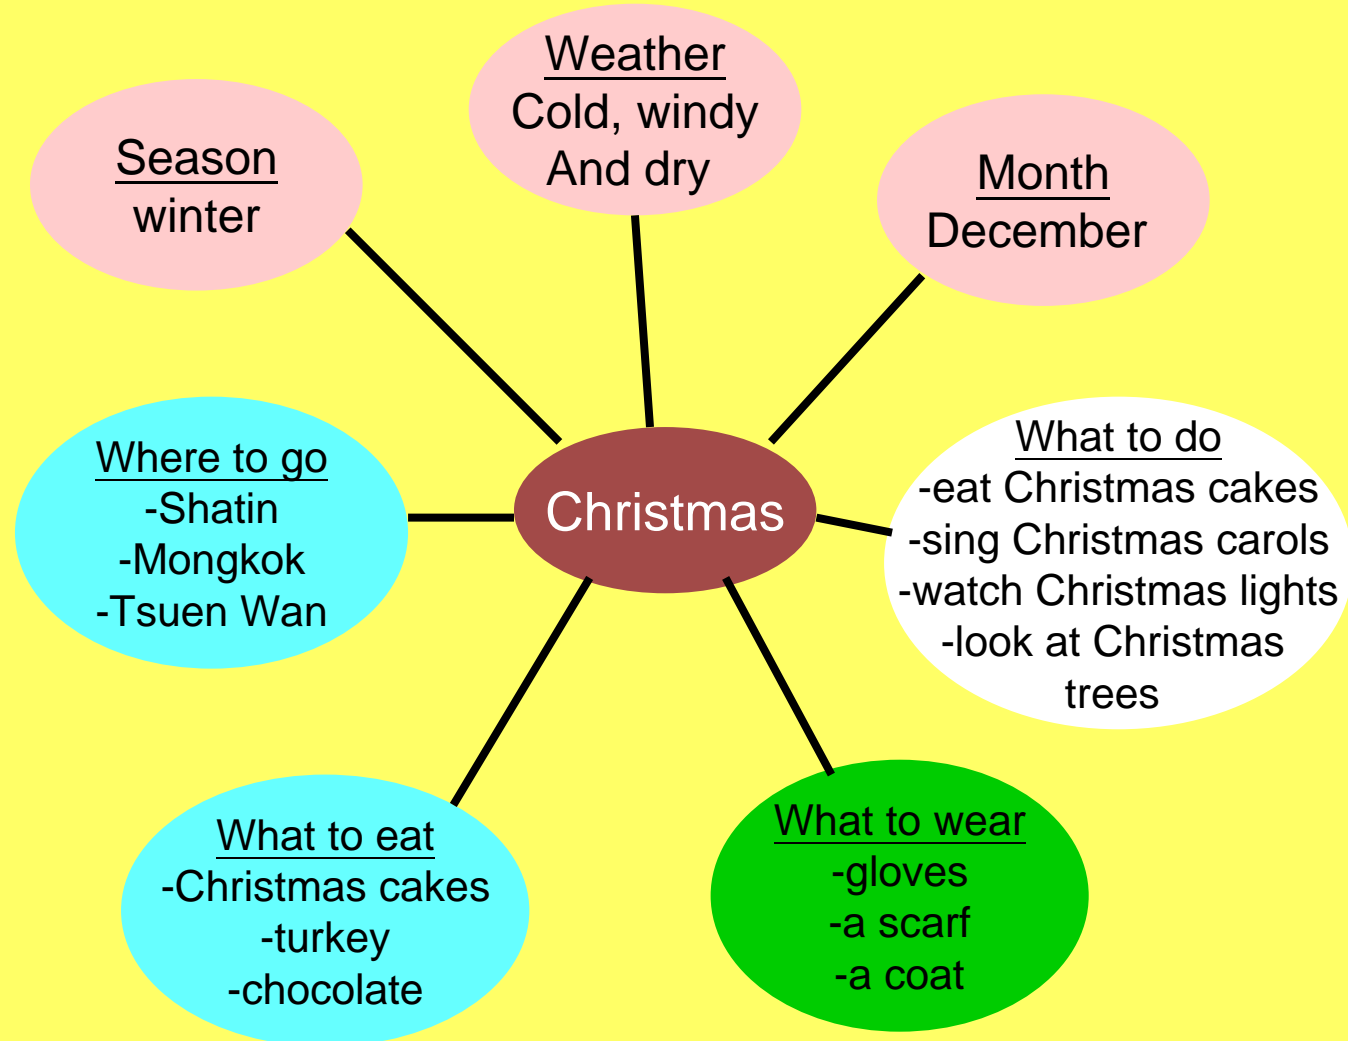 Weather
Cold, windy
And dry
Season
winter
Month
December
Where to go
-Shatin
-Mongkok
-Tsuen Wan
Christmas
What to do
-eat Christmas cakes
-sing Christmas carols
-watch Christmas lights
-look at Christmas
trees
What to eat
-Christmas cakes
-turkey
-chocolate
What to wear
-gloves
-a scarf
-a coat